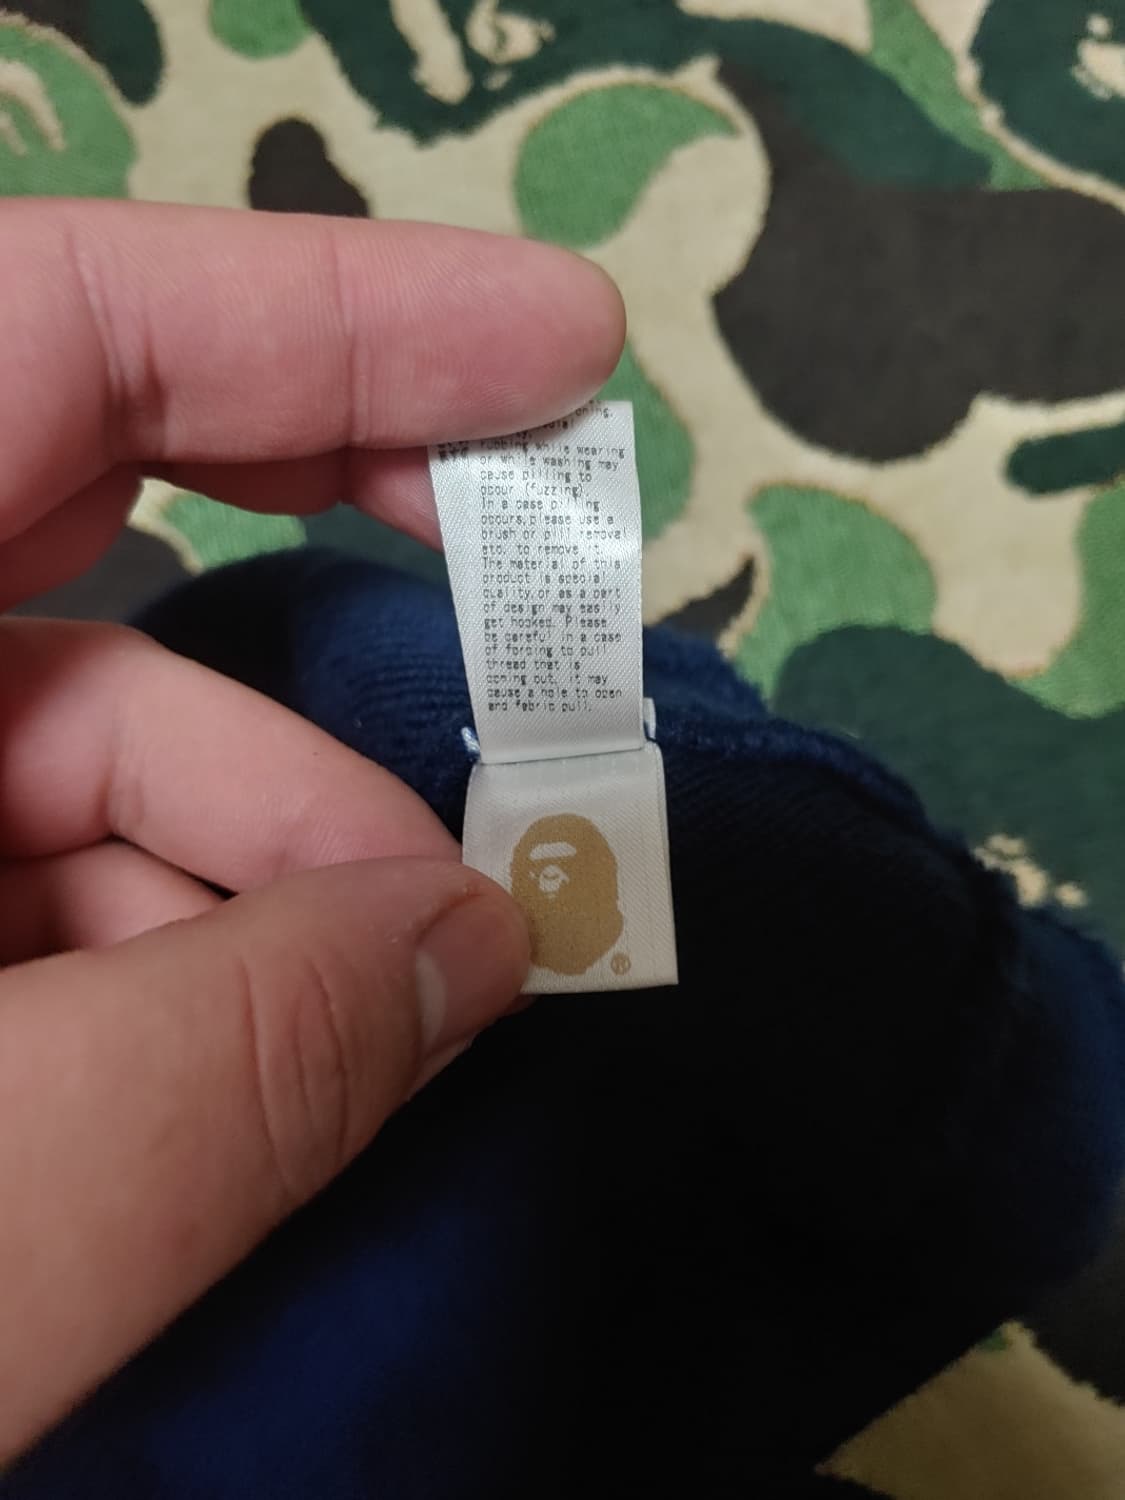 oning.
rubbing while wearing
or while washing may
cause pilling to
occur (fuzzing)
In a case pilling
occurs, please use a
brush or pill removal
etc. to remove it.
The material of this
product is special
quality, or as a part
of design may easily
get hooked. Please
be careful in a case
of forcing to pull
thread that is
coming out, it may
cause a hole to open
and fabric pull.
®